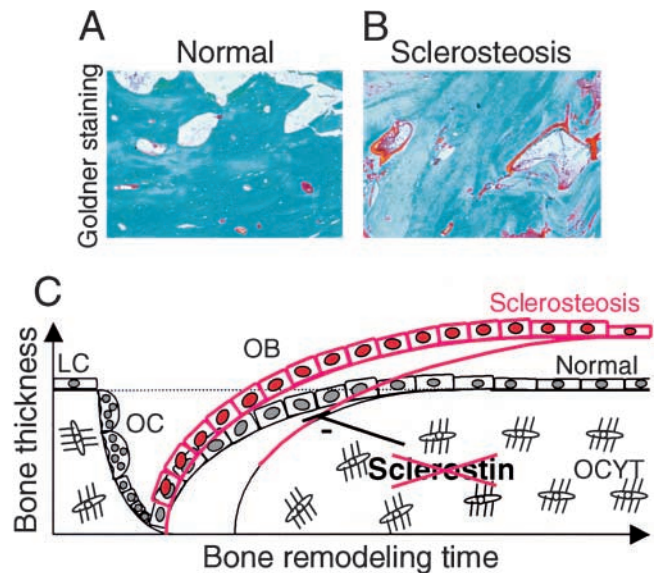 A
Normal
B
Sclerosteosis
Goldner staining
C
Sclerosteosis
OB
Normal
LC
OC
-
Sclerostin
OCYT
Bone thickness
Bone remodeling time